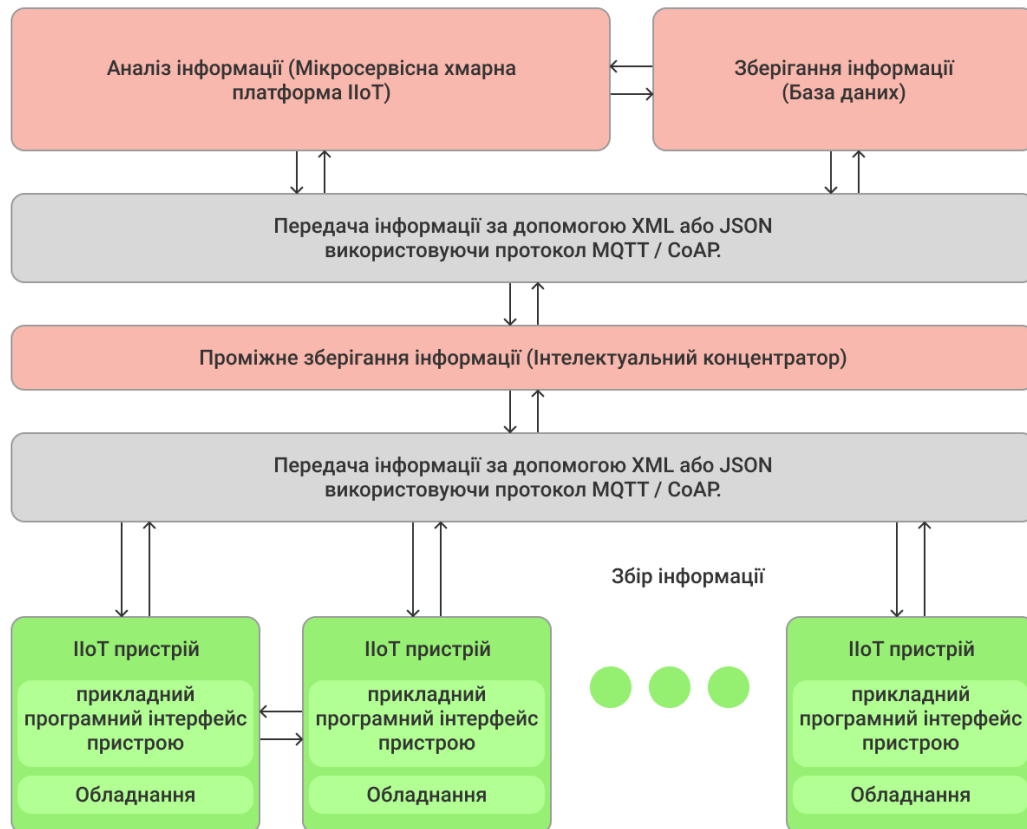 Аналіз інформації (Мікросервісна хмарна
платформа IIoT)
Зберігання інформації
(База даних)
Передача інформації за допомогою XML або JSON
використовуючи протокол MQTT / CoAP.
Проміжне зберігання інформації (Інтелектуальний концентратор)
Передача інформації за допомогою XML або JSON
використовуючи протокол MQTT / CoAP.
Збір інформації
IIoT пристрій
прикладний
програмний інтерфейс
пристрою
Обладнання
IIoT пристрій
прикладний
програмний інтерфейс
пристрою
Обладнання
IIoT пристрій
прикладний
програмний інтерфейс
пристрою
Обладнання